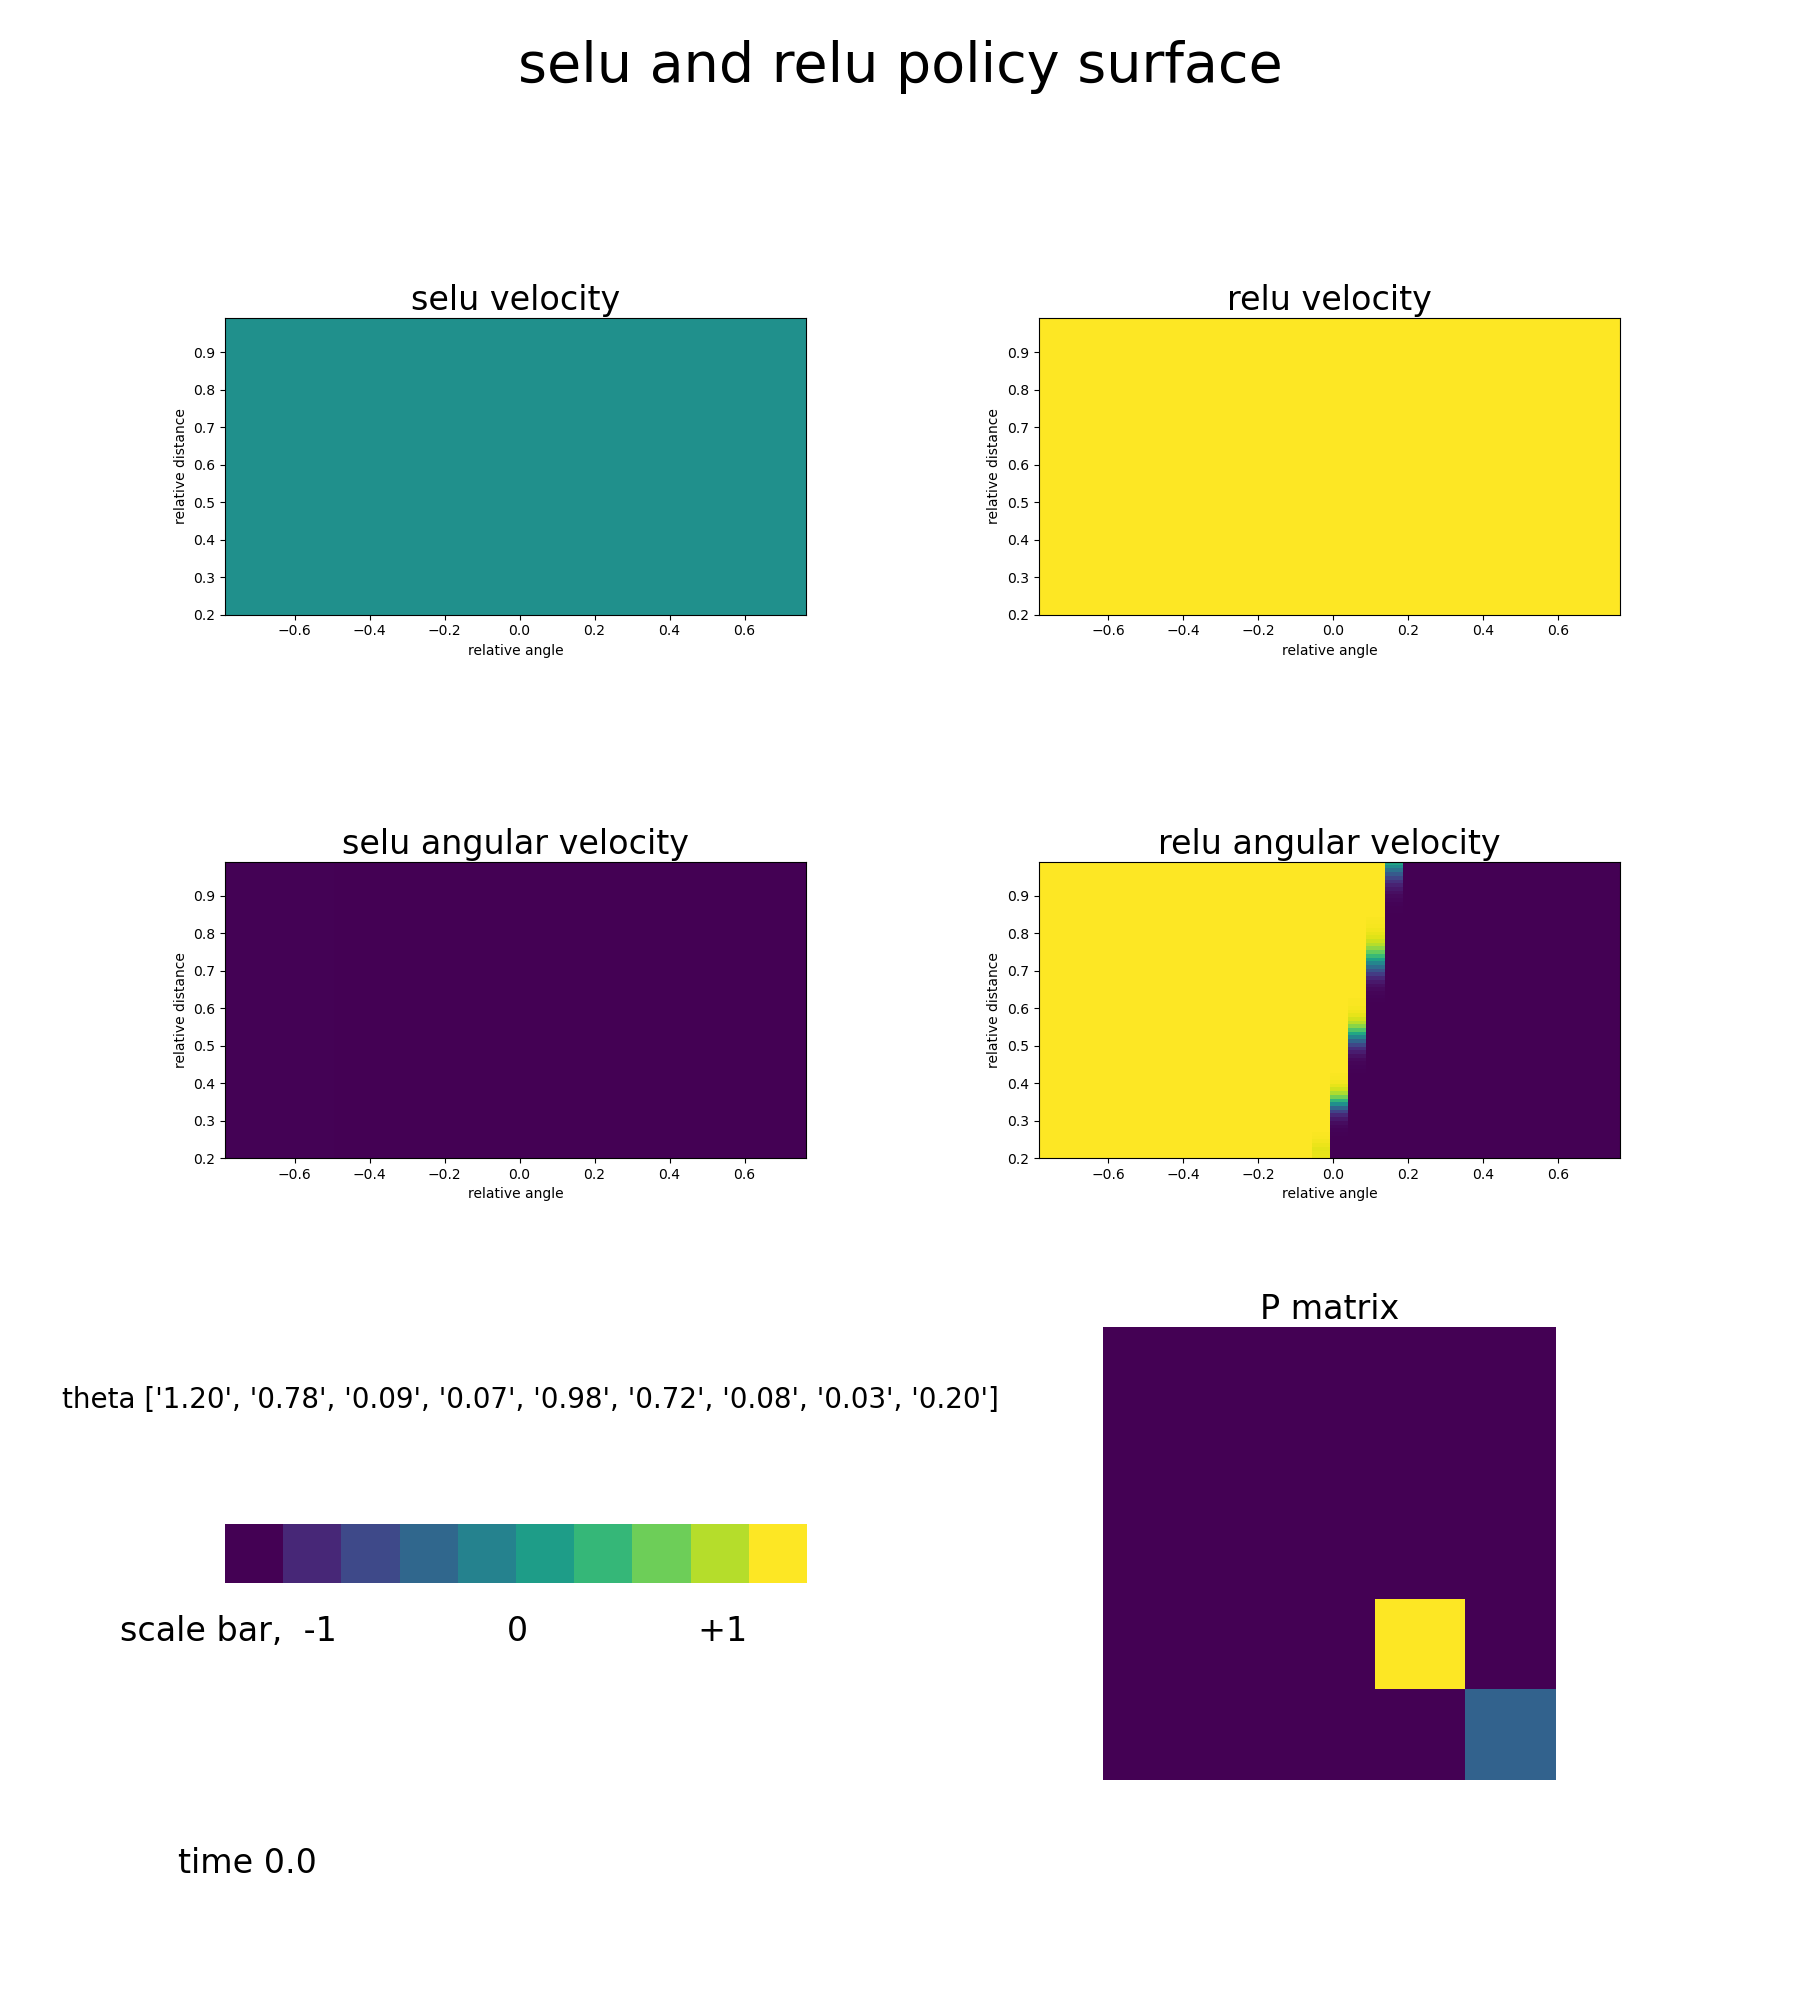 selu and relu policy surface
selu velocity
relative distance
0.9
0.8
0.7
0.6
0.5
0.4
0.3
0.2
−0.6 −0.4 −0.2 0.0 0.2 0.4 0.6
relative angle
relu velocity
relative distance
0.9
0.8
0.7
0.6
0.5
0.4
0.3
0.2
−0.6 −0.4 −0.2 0.0 0.2 0.4 0.6
relative angle
selu angular velocity
relative distance
0.9
0.8
0.7
0.6
0.5
0.4
0.3
0.2
−0.6 −0.4 −0.2 0.0 0.2 0.4 0.6
relative angle
relu angular velocity
relative distance
0.9
0.8
0.7
0.6
0.5
0.4
0.3
0.2
−0.6 −0.4 −0.2 0.0 0.2 0.4 0.6
relative angle
theta ['1.20', '0.78', '0.09', '0.07', '0.98', '0.72', '0.08', '0.03', '0.20']
scale bar, -1 0 +1
P matrix
time 0.0